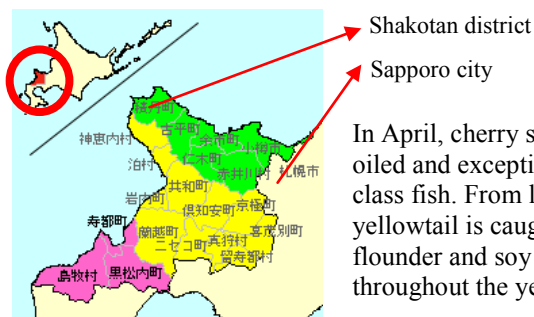 Shakotan district
Sapporo city
In April, cherry s
oiled and exception
class fish. From l
yellowtail is caug
flounder and soy
throughout the ye
積丹町
古平町
余市町
小樽市
神恵内村
仁木町
赤井川村
札幌市
泊村
共和町
岩内町
倶知安町
京極町
寿都町
喜茂別町
蘭越町
ニセコ町
真狩村
留寿都村
島牧村
黒松内町